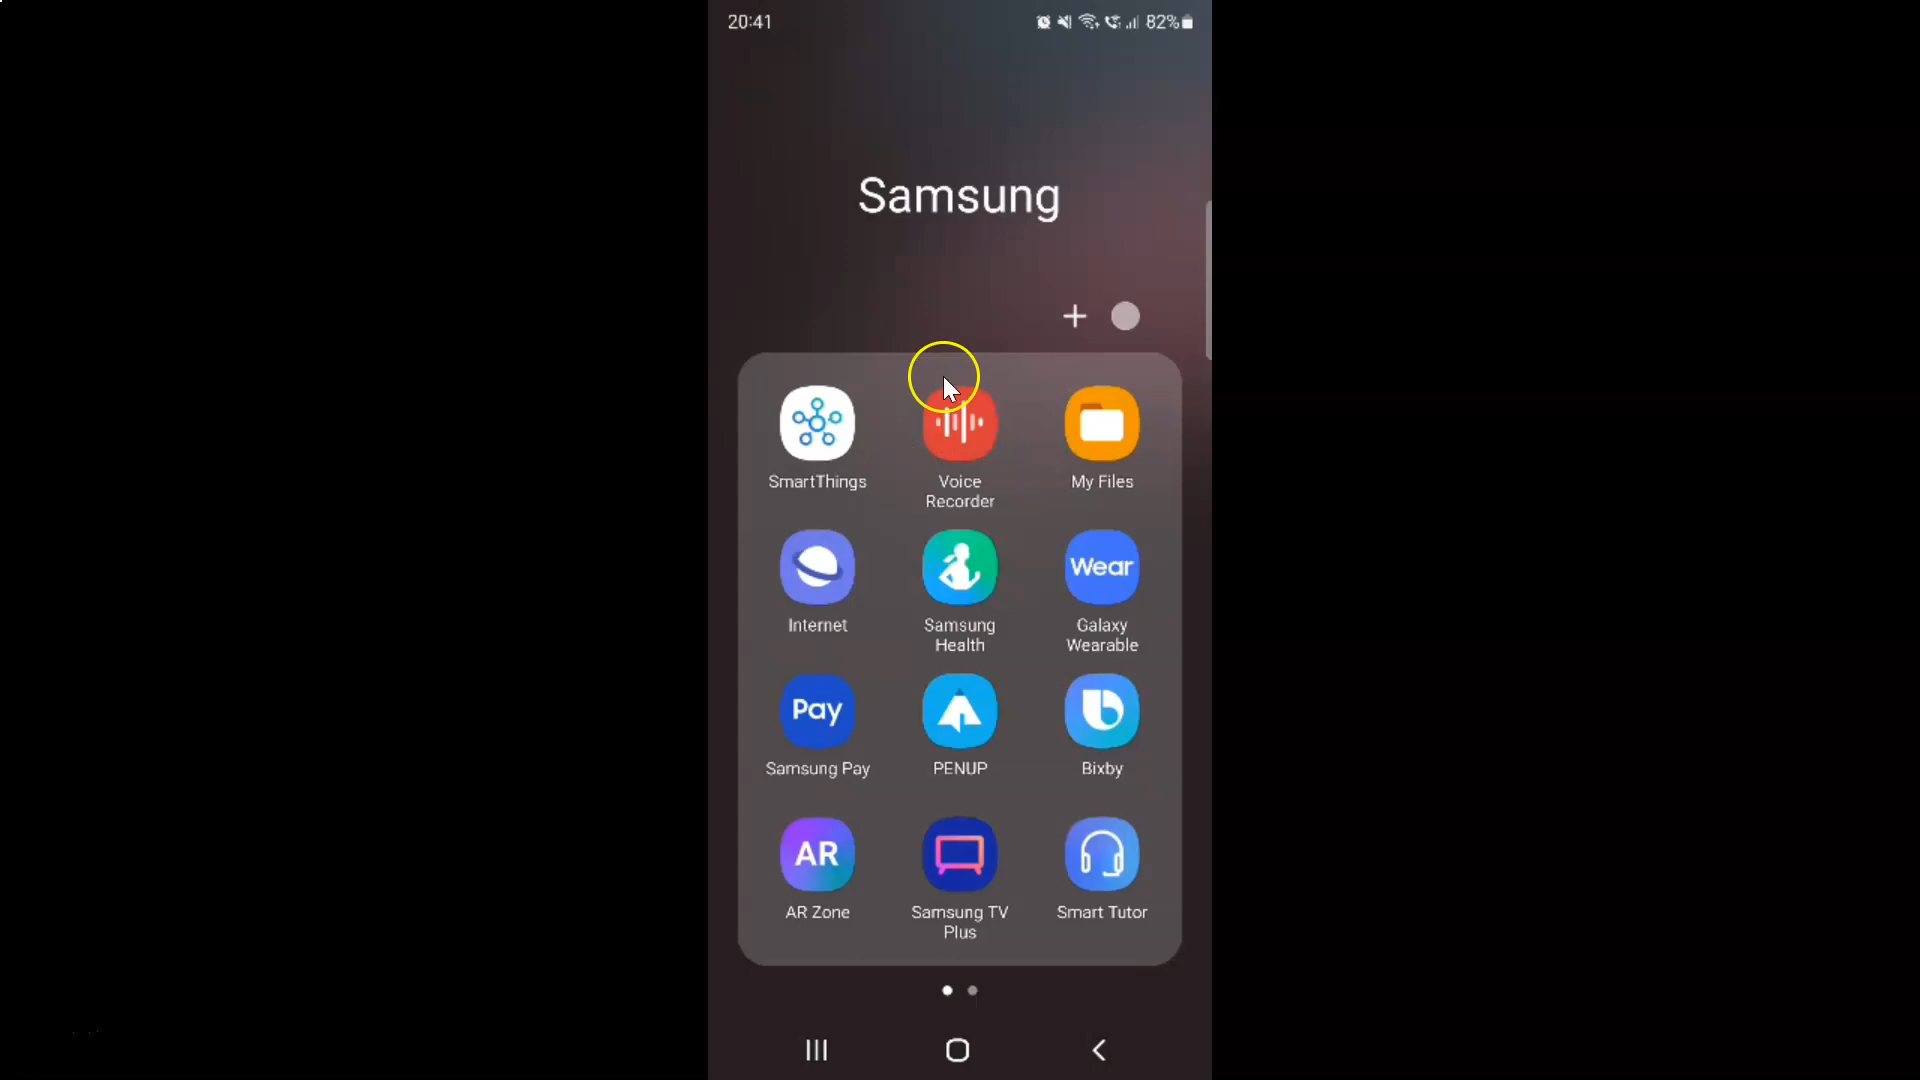 20:41
82%
Samsung
SmartThings
Voice
Recorder
My Files
Internet
Samsung
Health
Wear
Galaxy
Wearable
Pay
Samsung Pay
PENUP
Bixby
AR
AR Zone
Samsung TV
Plus
Smart Tutor